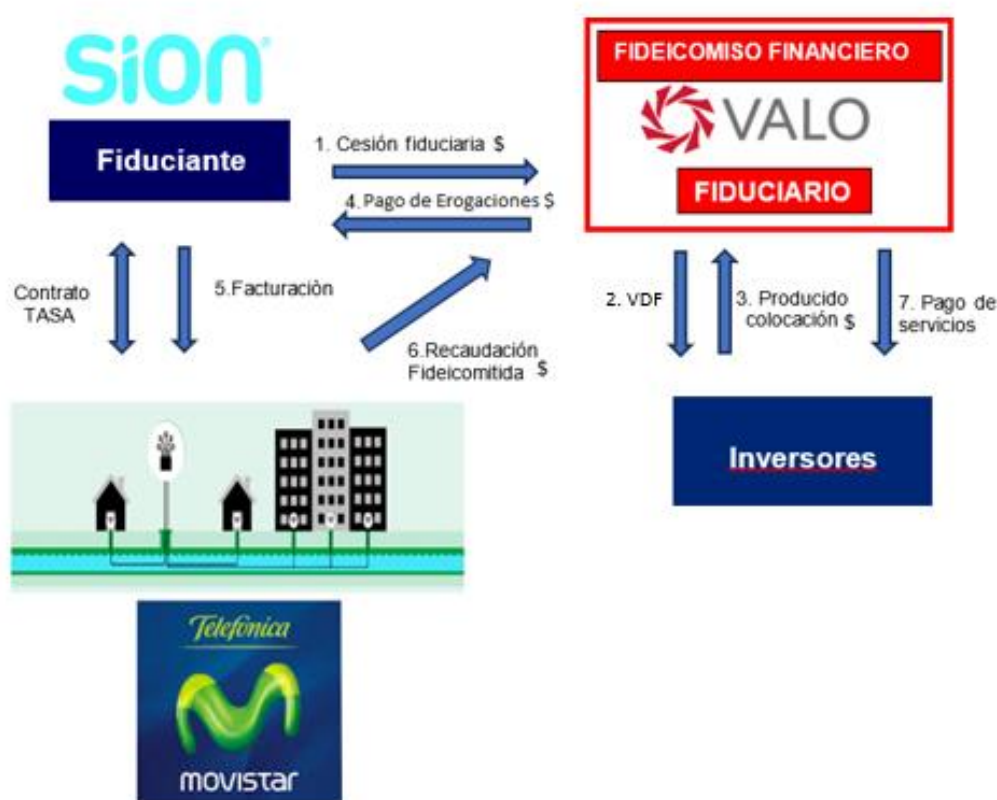 sion
Fiduciante
FIDEICOMISO FINANCIERO
VALO
FIDUCIARIO
1. Cesión fiduciaria $
4. Pago de Erogaciones $
Contrato
TASA
5.Facturaciòn
6.Recaudación
Fideicomitida $
2. VDF
3. Producido
colocación $
7. Pago de
servicios
Inversores
Telefónica
movistar